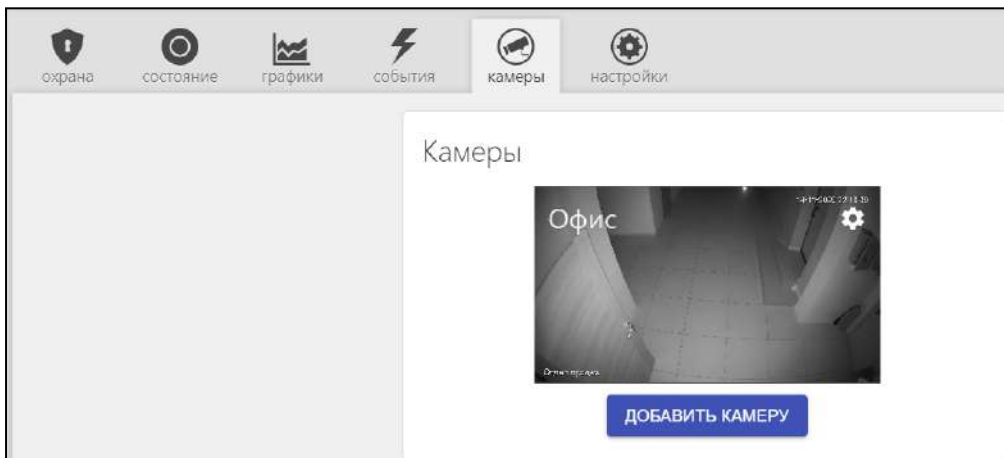 охрана
состояние
графики
события
камеры
настройки
Камеры
Офис
ДОБАВИТЬ КАМЕРУ